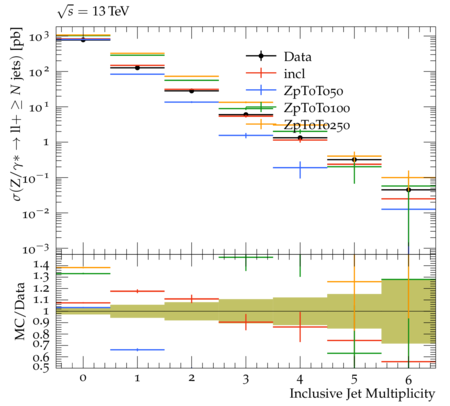 √s = 13 TeV
σ(Z/γ* → ll+ ≥ N jets) [pb]
10³
10²
10¹
1
10⁻¹
10⁻²
10⁻³
Data
incl
ZpToTo50
ZpToTo100
ZpToTo250
MC/Data
1.4
1.3
1.2
1.1
1
0.9
0.8
0.7
0.6
0.5
0 1 2 3 4 5 6
Inclusive Jet Multiplicity